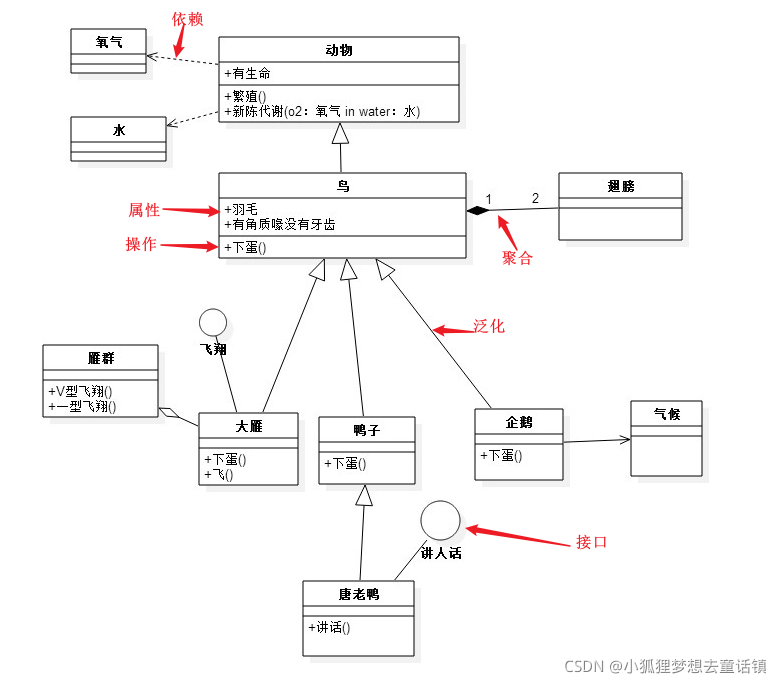 依赖
氧气
动物
+有生命
+繁殖()
+新陈代谢(o2：氧气 in water：水)
水
鸟
1
2
翅膀
属性
+羽毛
+有角质喙没有牙齿
操作
+下蛋()
聚合
飞翔
泛化
雁群
+V型飞翔()
+一型飞翔()
大雁
+下蛋()
+飞()
鸭子
+下蛋()
企鹅
+下蛋()
气候
讲人话
接口
唐老鸭
+讲话()
CSDN @小狐狸梦想去童话镇